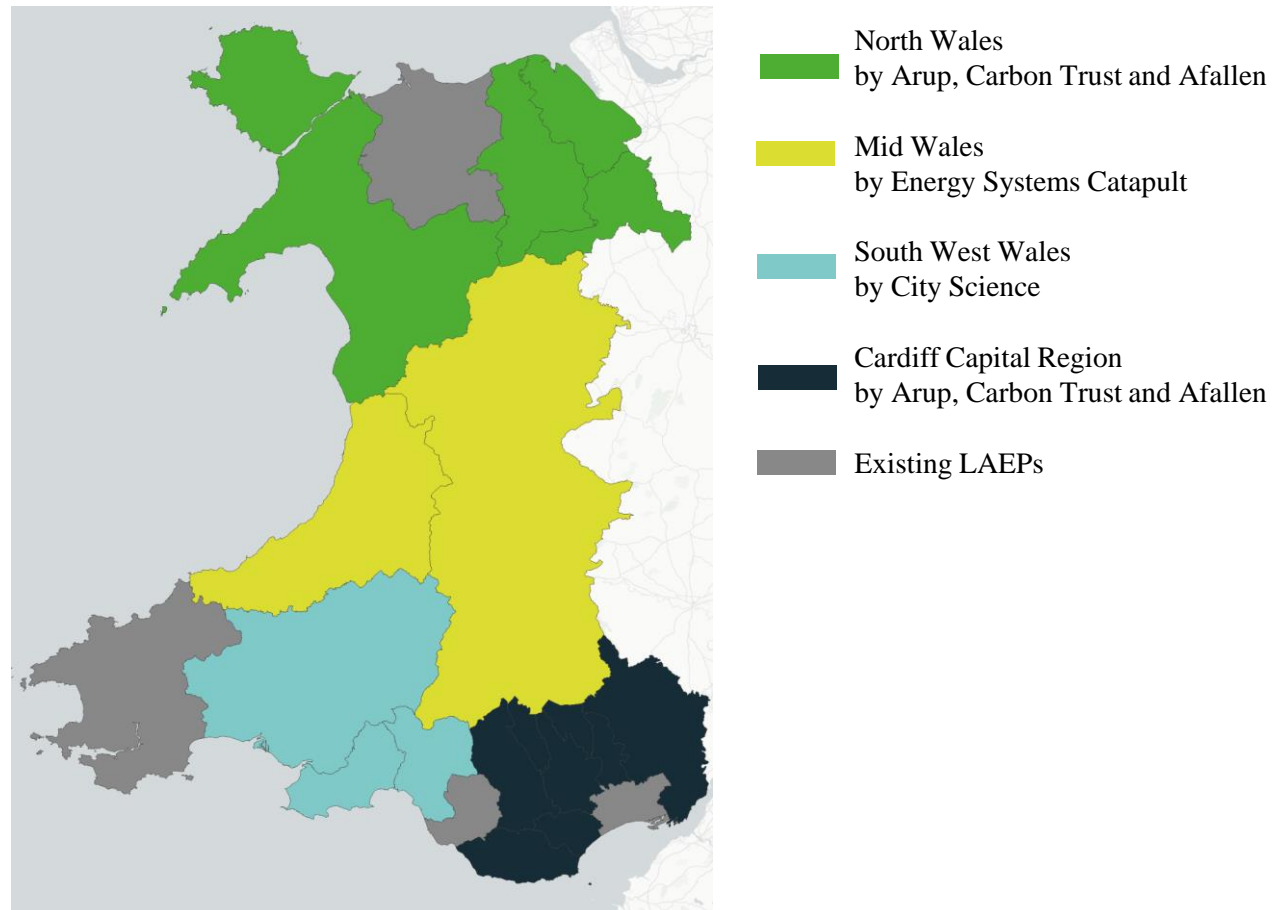 North Wales
by Arup, Carbon Trust and Afallen
Mid Wales
by Energy Systems Catapult
South West Wales
by City Science
Cardiff Capital Region
by Arup, Carbon Trust and Afallen
Existing LAEPs